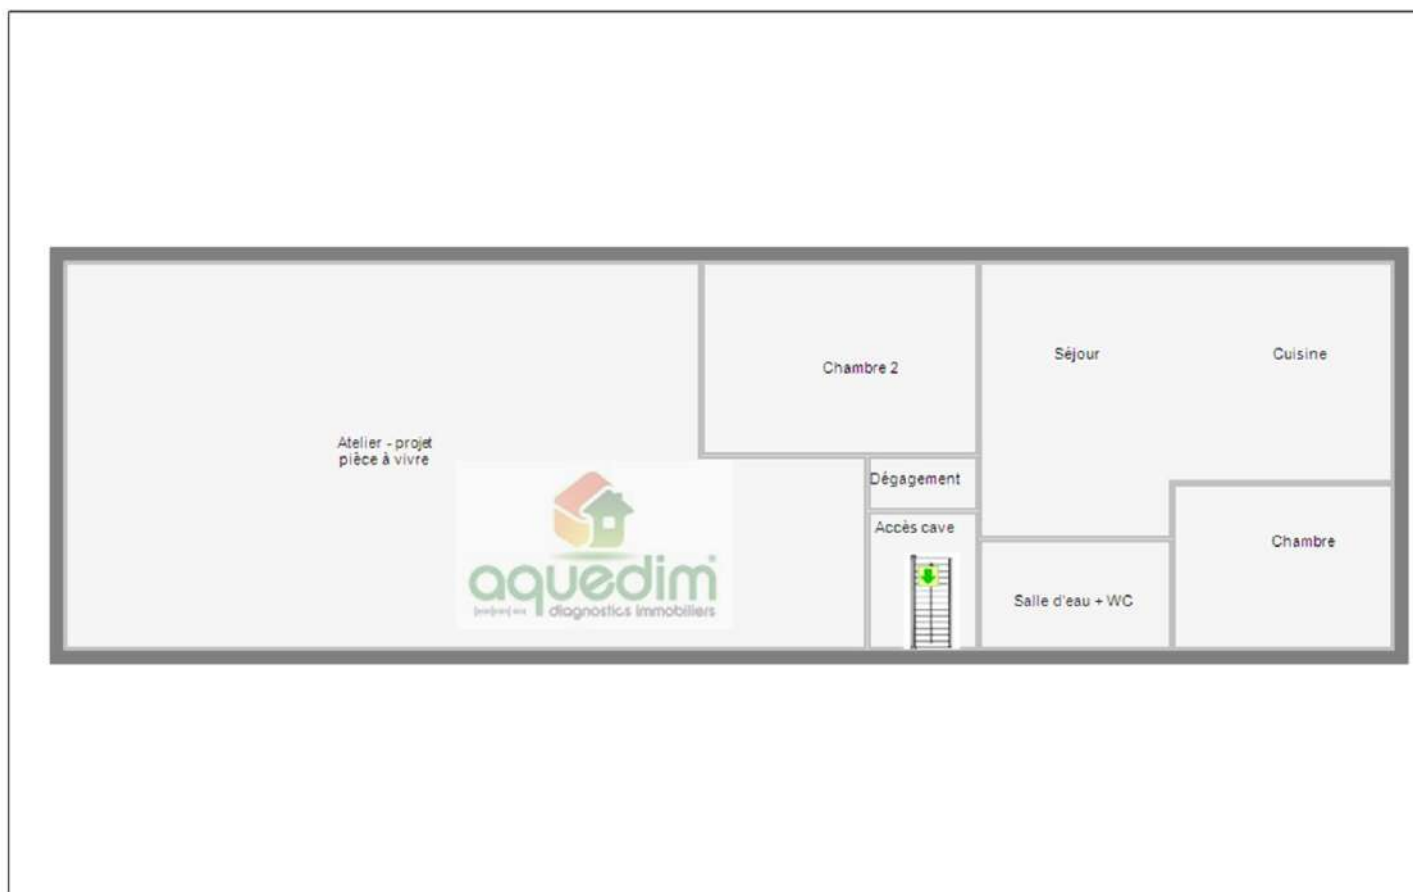 Chambre 2
Séjour
Cuisine
Atelier - projet
pièce à vivre
Dégagement
Accès cave
Chambre
Salle d'eau + WC
aquedim
diagnostics immobiliers